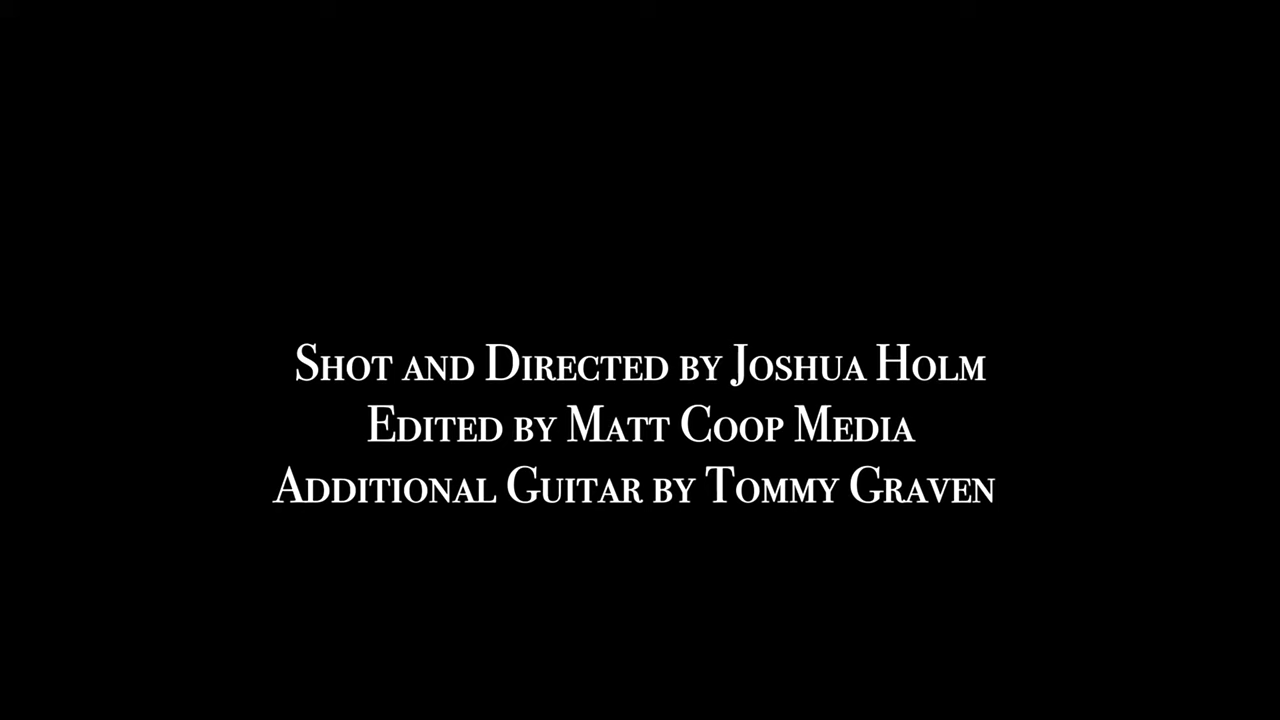 Shot and Directed by Joshua Holm
Edited by Matt Coop Media
Additional Guitar by Tommy Graven